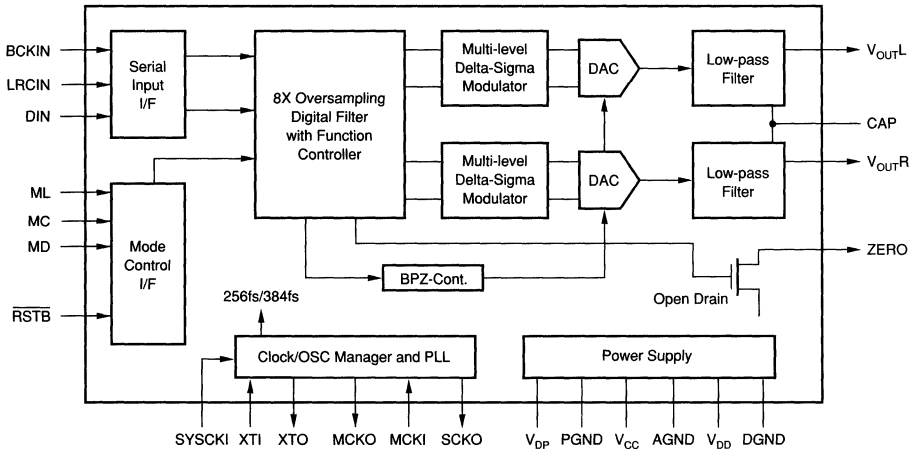 BCKIN
LRCIN
DIN
ML
MC
MD
RSTB
Serial
Input
I/F
Mode
Control
I/F
8X Oversampling
Digital Filter
with Function
Controller
Multi-level
Delta-Sigma
Modulator
DAC
Low-pass
Filter
Multi-level
Delta-Sigma
Modulator
DAC
Low-pass
Filter
VOUTL
CAP
VOUTR
ZERO
BPZ-Cont.
Open Drain
256fs/384fs
Clock/OSC Manager and PLL
Power Supply
SYSCKI XTI XTO MCKO MCKI SCKO VDP PGND VCC AGND VDD DGND